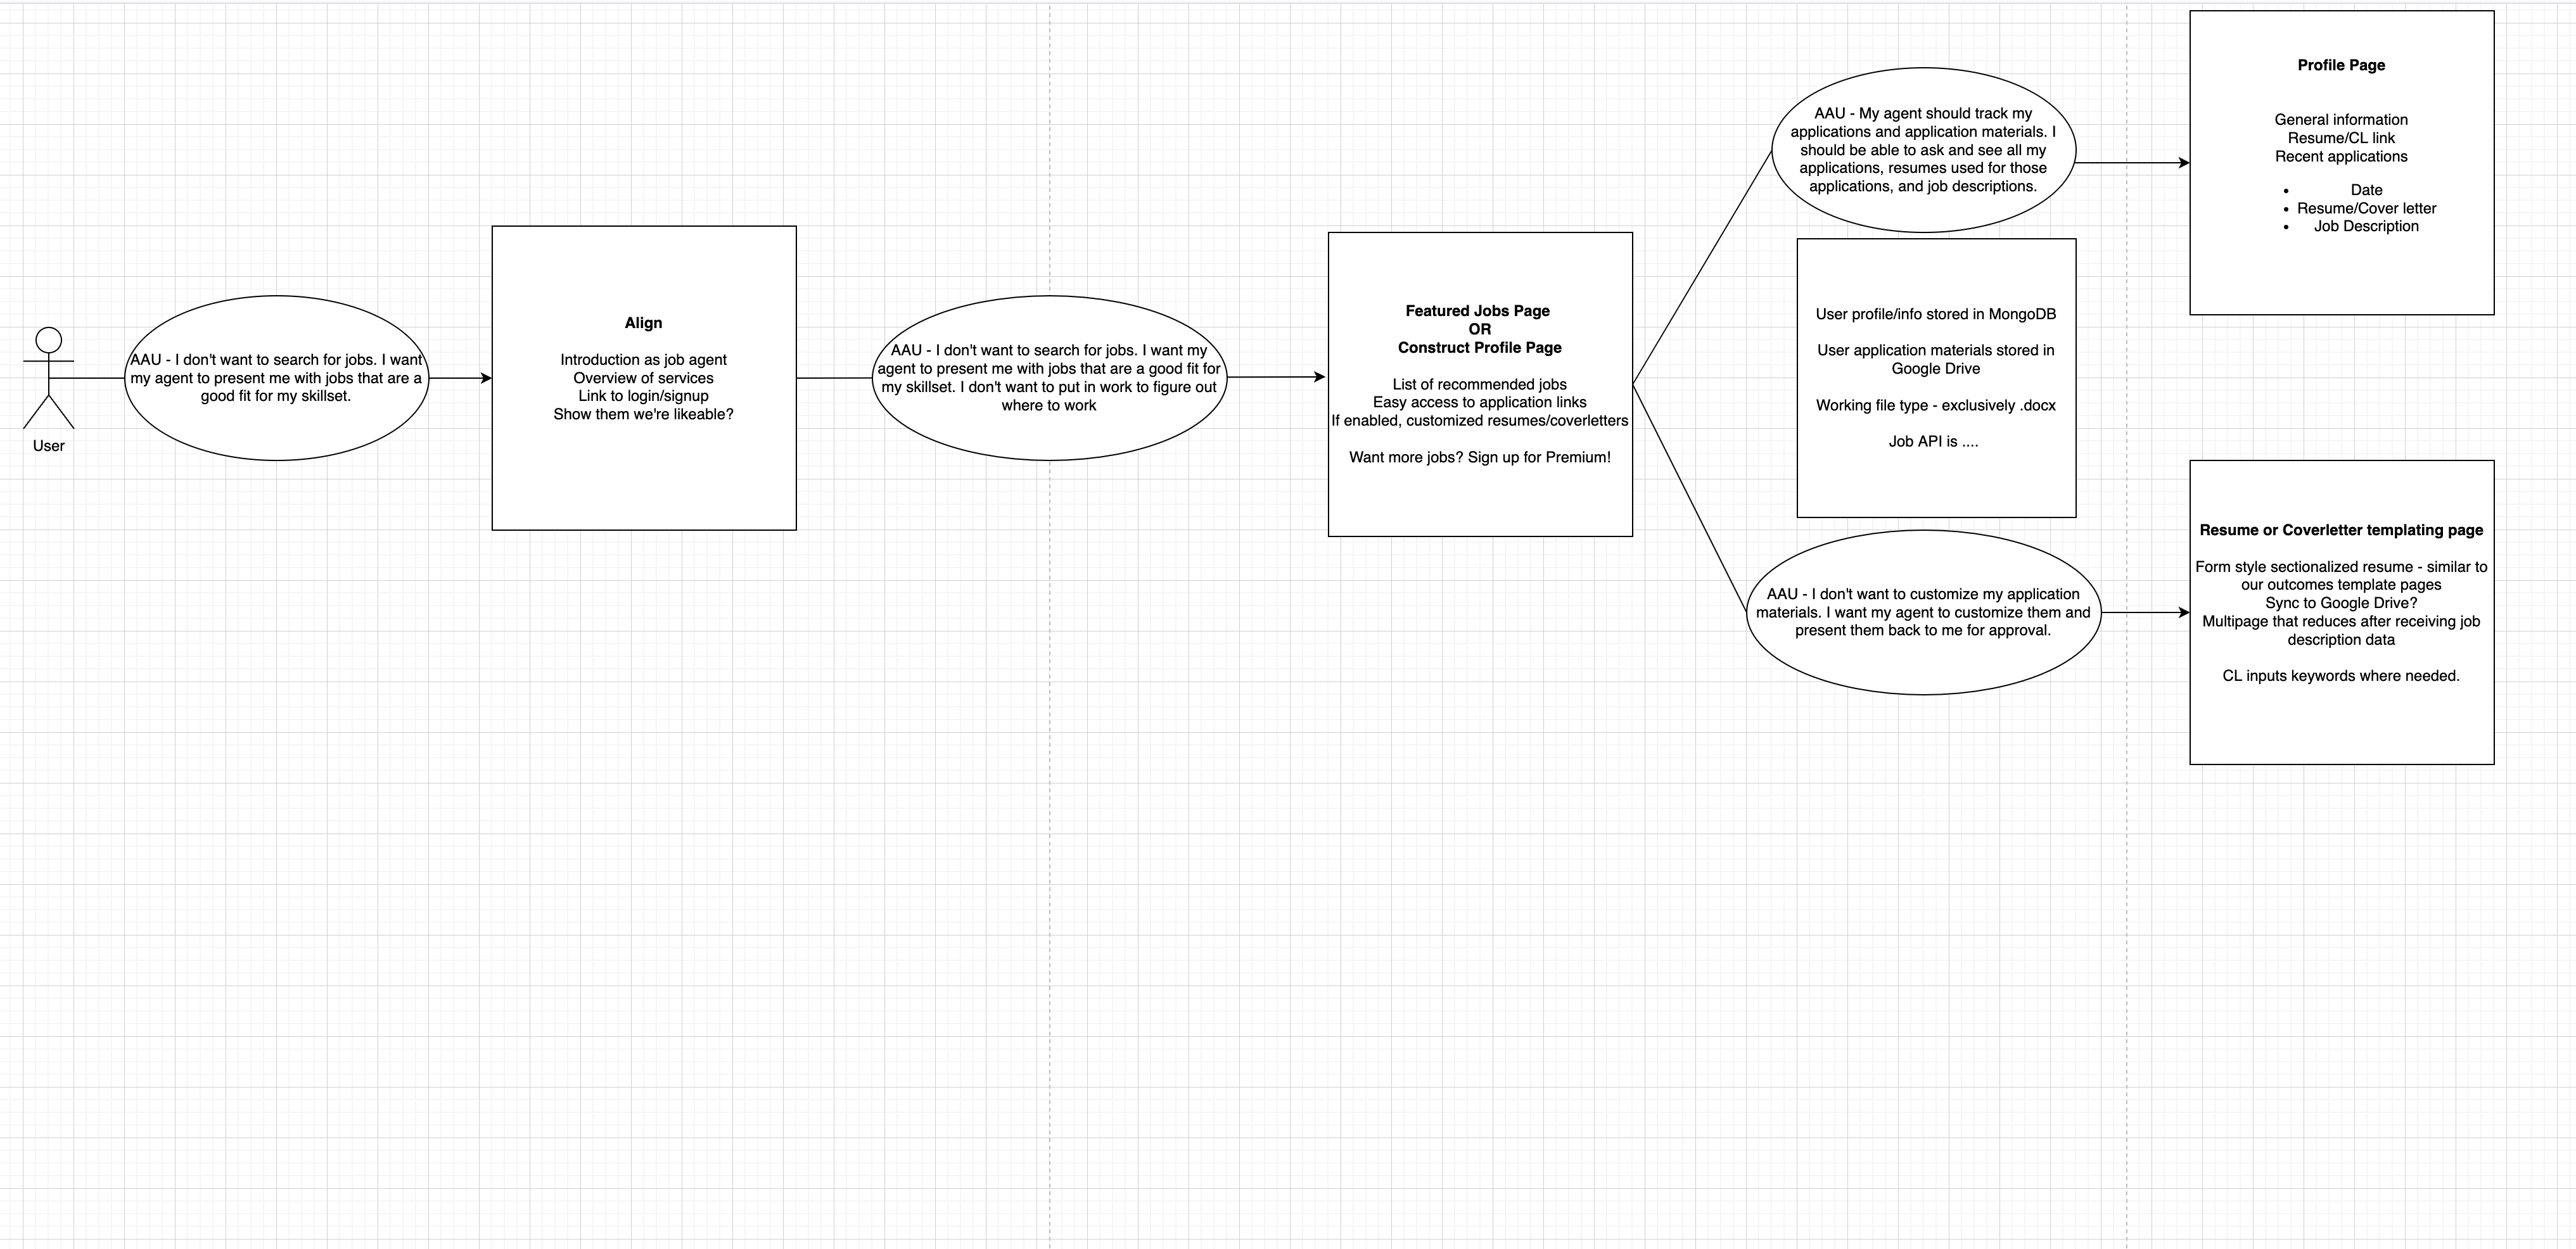 User
AAU - I don't want to search for jobs. I want
my agent to present me with jobs that are a
good fit for my skillset.
Align
Introduction as job agent
Overview of services
Link to login/signup
Show them we're likeable?
AAU - I don't want to search for jobs. I want my
agent to present me with jobs that are a good fit for
my skillset. I don't want to put in work to figure out
where to work
Featured Jobs Page
OR
Construct Profile Page
List of recommended jobs
Easy access to application links
If enabled, customized resumes/coverletters
Want more jobs? Sign up for Premium!
AAU - My agent should track my
applications and application materials. I
should be able to ask and see all my
applications, resumes used for those
applications, and job descriptions.
Profile Page
General information
Resume/CL link
Recent applications
• Date
• Resume/Cover letter
• Job Description
User profile/info stored in MongoDB
User application materials stored in
Google Drive
Working file type - exclusively .docx
Job API is ....
AAU - I don't want to customize my application
materials. I want my agent to customize them and
present them back to me for approval.
Resume or Coverletter templating page
Form style sectionalized resume - similar to
our outcomes template pages
Sync to Google Drive?
Multipage that reduces after receiving job
description data
CL inputs keywords where needed.